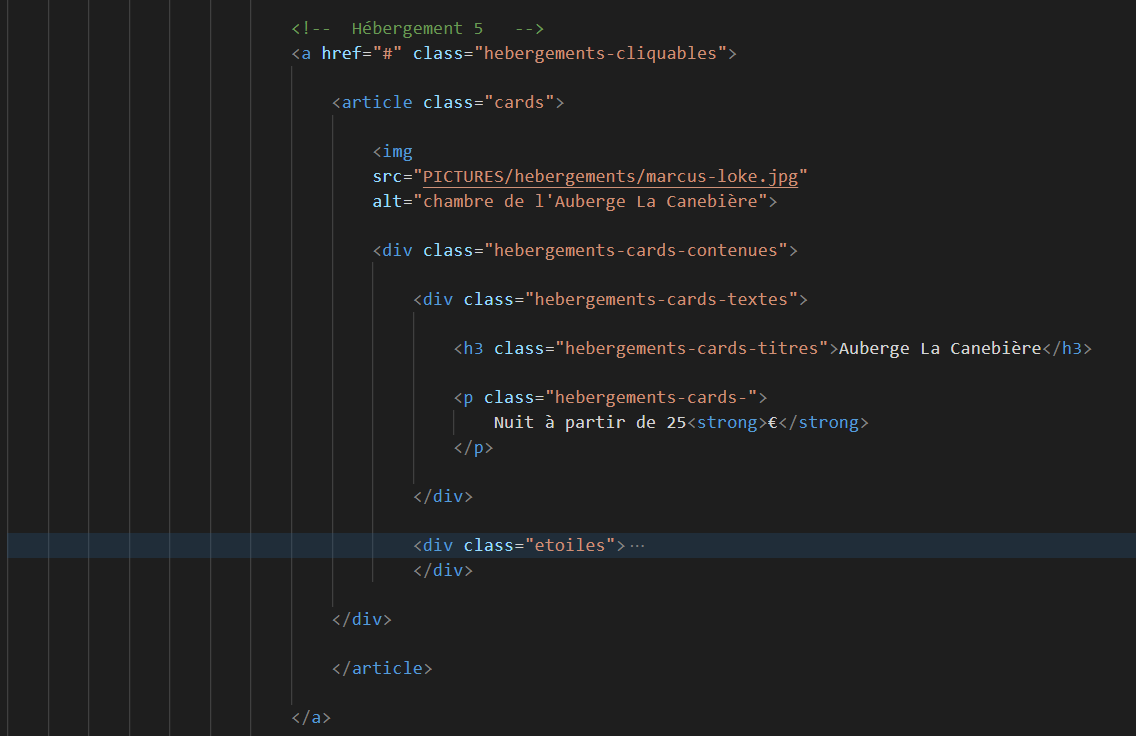 <!--  Hébergement 5   -->
<a href="#" class="hebergements-cliquables">
<article class="cards">
<img
src="PICTURES/hebergements/marcus-loke.jpg"
alt="chambre de l'Auberge La Canebière">
<div class="hebergements-cards-contenues">
<div class="hebergements-cards-textes">
<h3 class="hebergements-cards-titres">Auberge La Canebière</h3>
<p class="hebergements-cards-">
Nuit à partir de 25<strong>€</strong>
</p>
</div>
<div class="etoiles">…
</div>
</div>
</article>
</a>